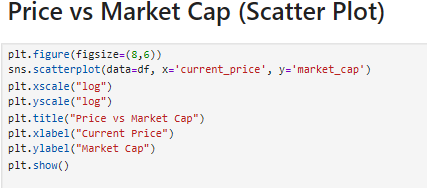 Price vs Market Cap (Scatter Plot)
plt.figure(figsize=(8,6))
sns.scatterplot(data=df, x='current_price', y='market_cap')
plt.xscale("log")
plt.yscale("log")
plt.title("Price vs Market Cap")
plt.xlabel("Current Price")
plt.ylabel("Market Cap")
plt.show()